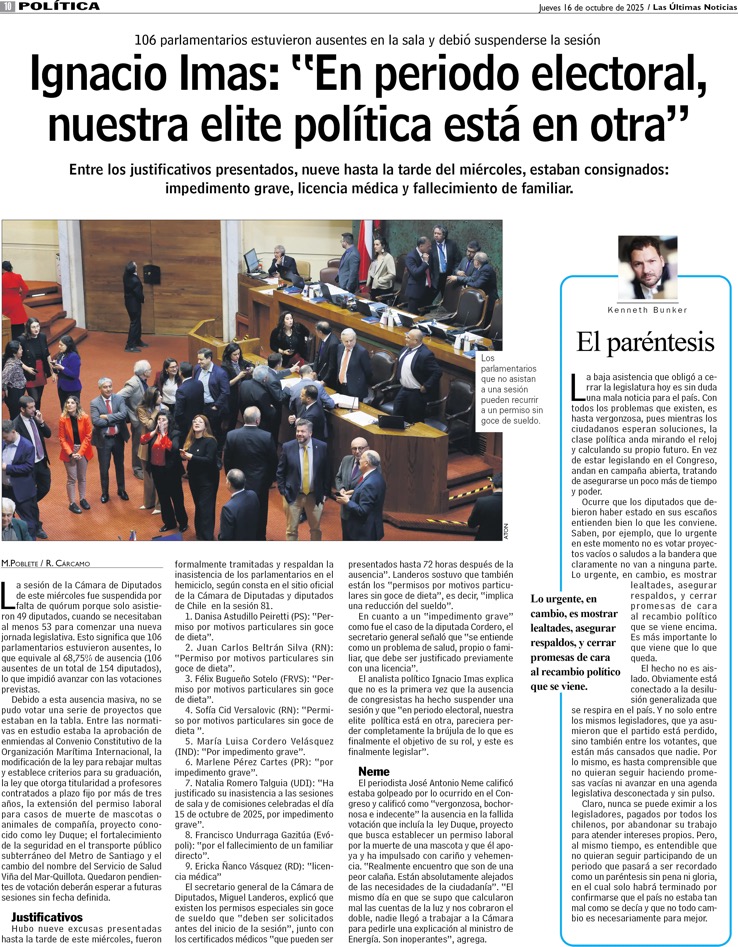 10 POLÍTICA
Jueves 16 de octubre de 2025 / Las Últimas Noticias
106 parlamentarios estuvieron ausentes en la sala y debió suspenderse la sesión
Ignacio Imas: “En periodo electoral,
nuestra elite política está en otra”
Entre los justificativos presentados, nueve hasta la tarde del miércoles, estaban consignados:
impedimento grave, licencia médica y fallecimiento de familiar.
Los
parlamentarios
que no asistan
a una sesión
pueden recurrir
a un permiso sin
goce de sueldo.
ATON
M.POBLETE / R. CÁRCAMO
La sesión de la Cámara de Diputados
de este miércoles fue suspendida por
falta de quórum porque solo asistie-
ron 49 diputados, cuando se necesitaban
al menos 53 para comenzar una nueva
jornada legislativa. Esto significa que 106
parlamentarios estuvieron ausentes, lo
que equivale al 68,75% de ausencia (106
ausentes de un total de 154 diputados),
lo que impidió avanzar con las votaciones
previstas.
Debido a esta ausencia masiva, no se
pudo votar una serie de proyectos que
estaban en la tabla. Entre las normati-
vas en estudio estaba la aprobación de
enmiendas al Convenio Constitutivo de la
Organización Marítima Internacional, la
modificación de la ley para rebajar multas
y establece criterios para su graduación,
la ley que otorga titularidad a profesores
contratados a plazo fijo por más de tres
años, la extensión del permiso laboral
para casos de muerte de mascotas o
animales de compañía, proyecto cono-
cido como ley Duque; el fortalecimiento
de la seguridad en el transporte público
subterráneo del Metro de Santiago y el
cambio del nombre del Servicio de Salud
Viña del Mar-Quillota. Quedaron pendien-
tes de votación deberán esperar a futuras
sesiones sin fecha definida.
Justificativos
Hubo nueve excusas presentadas
hasta la tarde de este miércoles, fueron
formalmente tramitadas y respaldan la
inasistencia de los parlamentarios en el
hemiciclo, según consta en el sitio oficial
de la Cámara de Diputadas y diputados
de Chile en la sesión 81.
1. Danisa Astudillo Peiretti (PS): "Per-
miso por motivos particulares sin goce
de dieta".
2. Juan Carlos Beltrán Silva (RN):
"Permiso por motivos particulares sin
goce de dieta".
3. Félix Bugueño Sotelo (FRVS): "Per-
miso por motivos particulares sin goce
de dieta".
4. Sofía Cid Versalovic (RN): "Permi-
so por motivos particulares sin goce de
dieta ".
5. María Luisa Cordero Velásquez
(IND): "Por impedimento grave".
6. Marlene Pérez Cartes (PR): "por
impedimento grave".
7. Natalia Romero Talguia (UDI): "Ha
justificado su inasistencia a las sesiones
de sala y de comisiones celebradas el día
15 de octubre de 2025, por impedimento
grave".
8. Francisco Undurraga Gazitúa (Evó-
poli): "por el fallecimiento de un familiar
directo".
9. Ericka Ñanco Vásquez (RD): "licen-
cia médica"
El secretario general de la Cámara de
Diputados, Miguel Landeros, explicó que
existen los permisos especiales sin goce
de sueldo que "deben ser solicitados
antes del inicio de la sesión", junto con
los certificados médicos "que pueden ser
presentados hasta 72 horas después de la
ausencia". Landeros sostuvo que también
están los "permisos por motivos particu-
lares sin goce de dieta", es decir, "implica
una reducción del sueldo".
En cuanto a un "impedimento grave"
como fue el caso de la diputada Cordero, el
secretario general señaló que "se entiende
como un problema de salud, propio o fami-
liar, que debe ser justificado previamente
con una licencia".
El analista político Ignacio Imas explica
que no es la primera vez que la ausencia
de congresistas ha hecho suspender una
sesión y que "en periodo electoral, nuestra
elite política está en otra, pareciera per-
der completamente la brújula de lo que es
finalmente el objetivo de su rol, y este es
finalmente legislar".
Neme
El periodista José Antonio Neme calificó
estaba golpeado por lo ocurrido en el Con-
greso y calificó como "vergonzosa, bochor-
nosa e indecente" la ausencia en la fallida
votación que incluía la ley Duque, proyecto
que busca establecer un permiso laboral
por la muerte de una mascota y que él apo-
ya y ha impulsado con cariño y vehemen-
cia. "Realmente encuentro que son de una
peor calaña. Están absolutamente alejados
de las necesidades de la ciudadanía". "El
mismo día en que se supo que calcularon
mal las cuentas de la luz y nos cobraron el
doble, nadie llegó a trabajar a la Cámara
para pedirle una explicación al ministro de
Energía. Son inoperantes", agrega.
Kenneth Bunker
El paréntesis
La baja asistencia que obligó a ce-
rrar la legislatura hoy es sin duda
una mala noticia para el país. Con
todos los problemas que existen, es
hasta vergonzosa, pues mientras los
ciudadanos esperan soluciones, la
clase política anda mirando el reloj
y calculando su propio futuro. En vez
de estar legislando en el Congreso,
andan en campaña abierta, tratando
de asegurarse un poco más de tiempo
y poder.
Ocurre que los diputados que de-
bieron haber estado en sus escaños
entienden bien lo que les conviene.
Saben, por ejemplo, que lo urgente
en este momento no es votar proyec-
tos vacíos o saludos a la bandera que
claramente no van a ninguna parte.
Lo urgente, en cambio, es mostrar
lealtades, asegurar
respaldos, y cerrar
promesas de cara
al recambio político
que se viene encima.
Es más importante lo
que viene que lo que
queda.
El hecho no es ais-
lado. Obviamente está
conectado a la desilu-
sión generalizada que
se respira en el país. Y no solo entre
los mismos legisladores, que ya asu-
mieron que el partido está perdido,
sino también entre los votantes, que
están más cansados que nadie. Por
lo mismo, es hasta comprensible que
no quieran seguir haciendo prome-
sas vacías ni avanzar en una agenda
legislativa desconectada y sin pulso.
Claro, nunca se puede eximir a los
legisladores, pagados por todos los
chilenos, por abandonar su trabajo
para atender intereses propios. Pero,
al mismo tiempo, es entendible que
no quieran seguir participando de un
periodo que pasará a ser recordado
como un paréntesis sin pena ni gloria,
en el cual solo habrá terminado por
confirmarse que el país no estaba tan
mal como se decía y que no todo cam-
bio es necesariamente para mejor.
Lo urgente, en
cambio, es mostrar
lealtades, asegurar
respaldos, y cerrar
promesas de cara
al recambio político
que se viene.